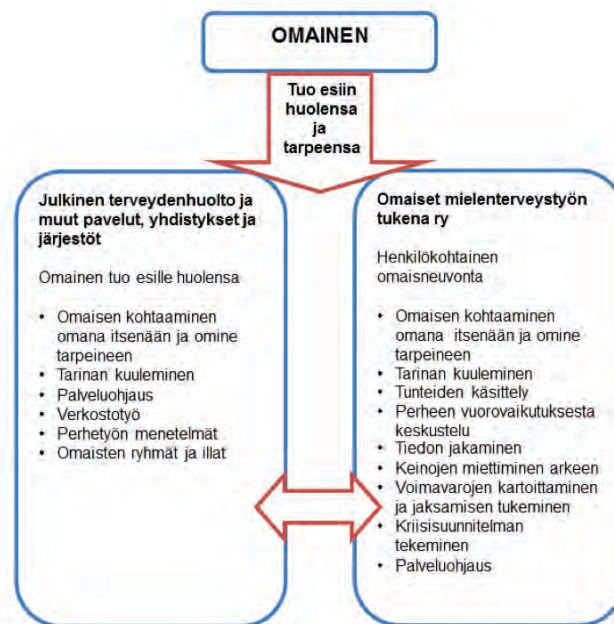 OMAINEN
Tuo esiin
huolensa
ja
tarpeensa
Julkinen terveydenhuolto ja
muut pavelut, yhdistykset ja
järjestöt
Omainen tuo esille huolensa
• Omaisen kohtaaminen
omana itsenään ja omine
tarpeineen
• Tarinan kuuleminen
• Palveluohjaus
• Verkostotyö
• Perhetyön menetelmät
• Omaisten ryhmät ja illat
Omaiset mielenterveystyön
tukena ry
Henkilökohtainen
omaisneuvonta
• Omaisen kohtaaminen
omana itsenään ja omine
tarpeineen
• Tarinan kuuleminen
• Tunteiden käsittely
• Perheen vuorovaikutuksesta
keskustelu
• Tiedon jakaminen
• Keinojen miettiminen arkeen
• Voimavarojen kartoittaminen
ja jaksamisen tukeminen
• Kriisisuunnitelman
tekeminen
• Palveluohjaus